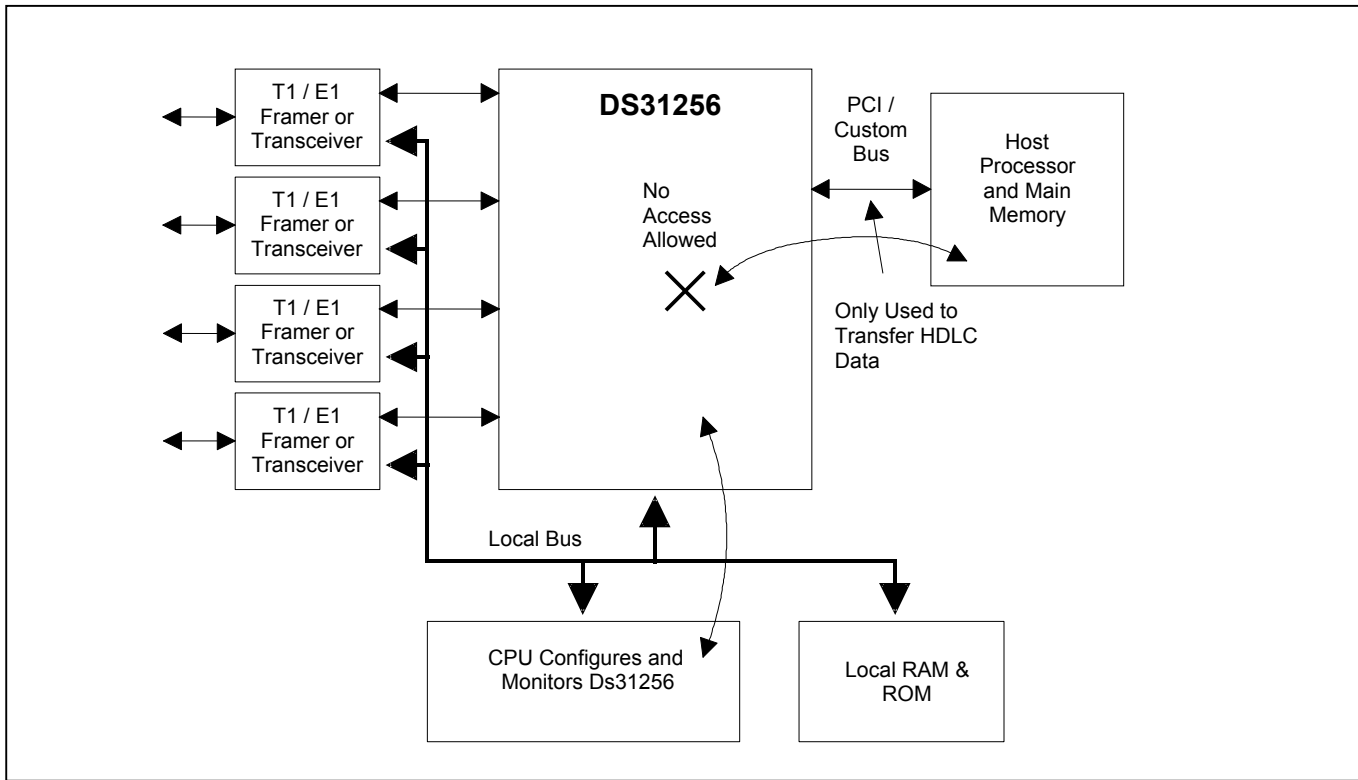 T1 / E1
Framer or
Transceiver
T1 / E1
Framer or
Transceiver
T1 / E1
Framer or
Transceiver
T1 / E1
Framer or
Transceiver
DS31256
No
Access
Allowed
PCI /
Custom
Bus
Host
Processor
and Main
Memory
Only Used to
Transfer HDLC
Data
Local Bus
CPU Configures and
Monitors Ds31256
Local RAM &
ROM